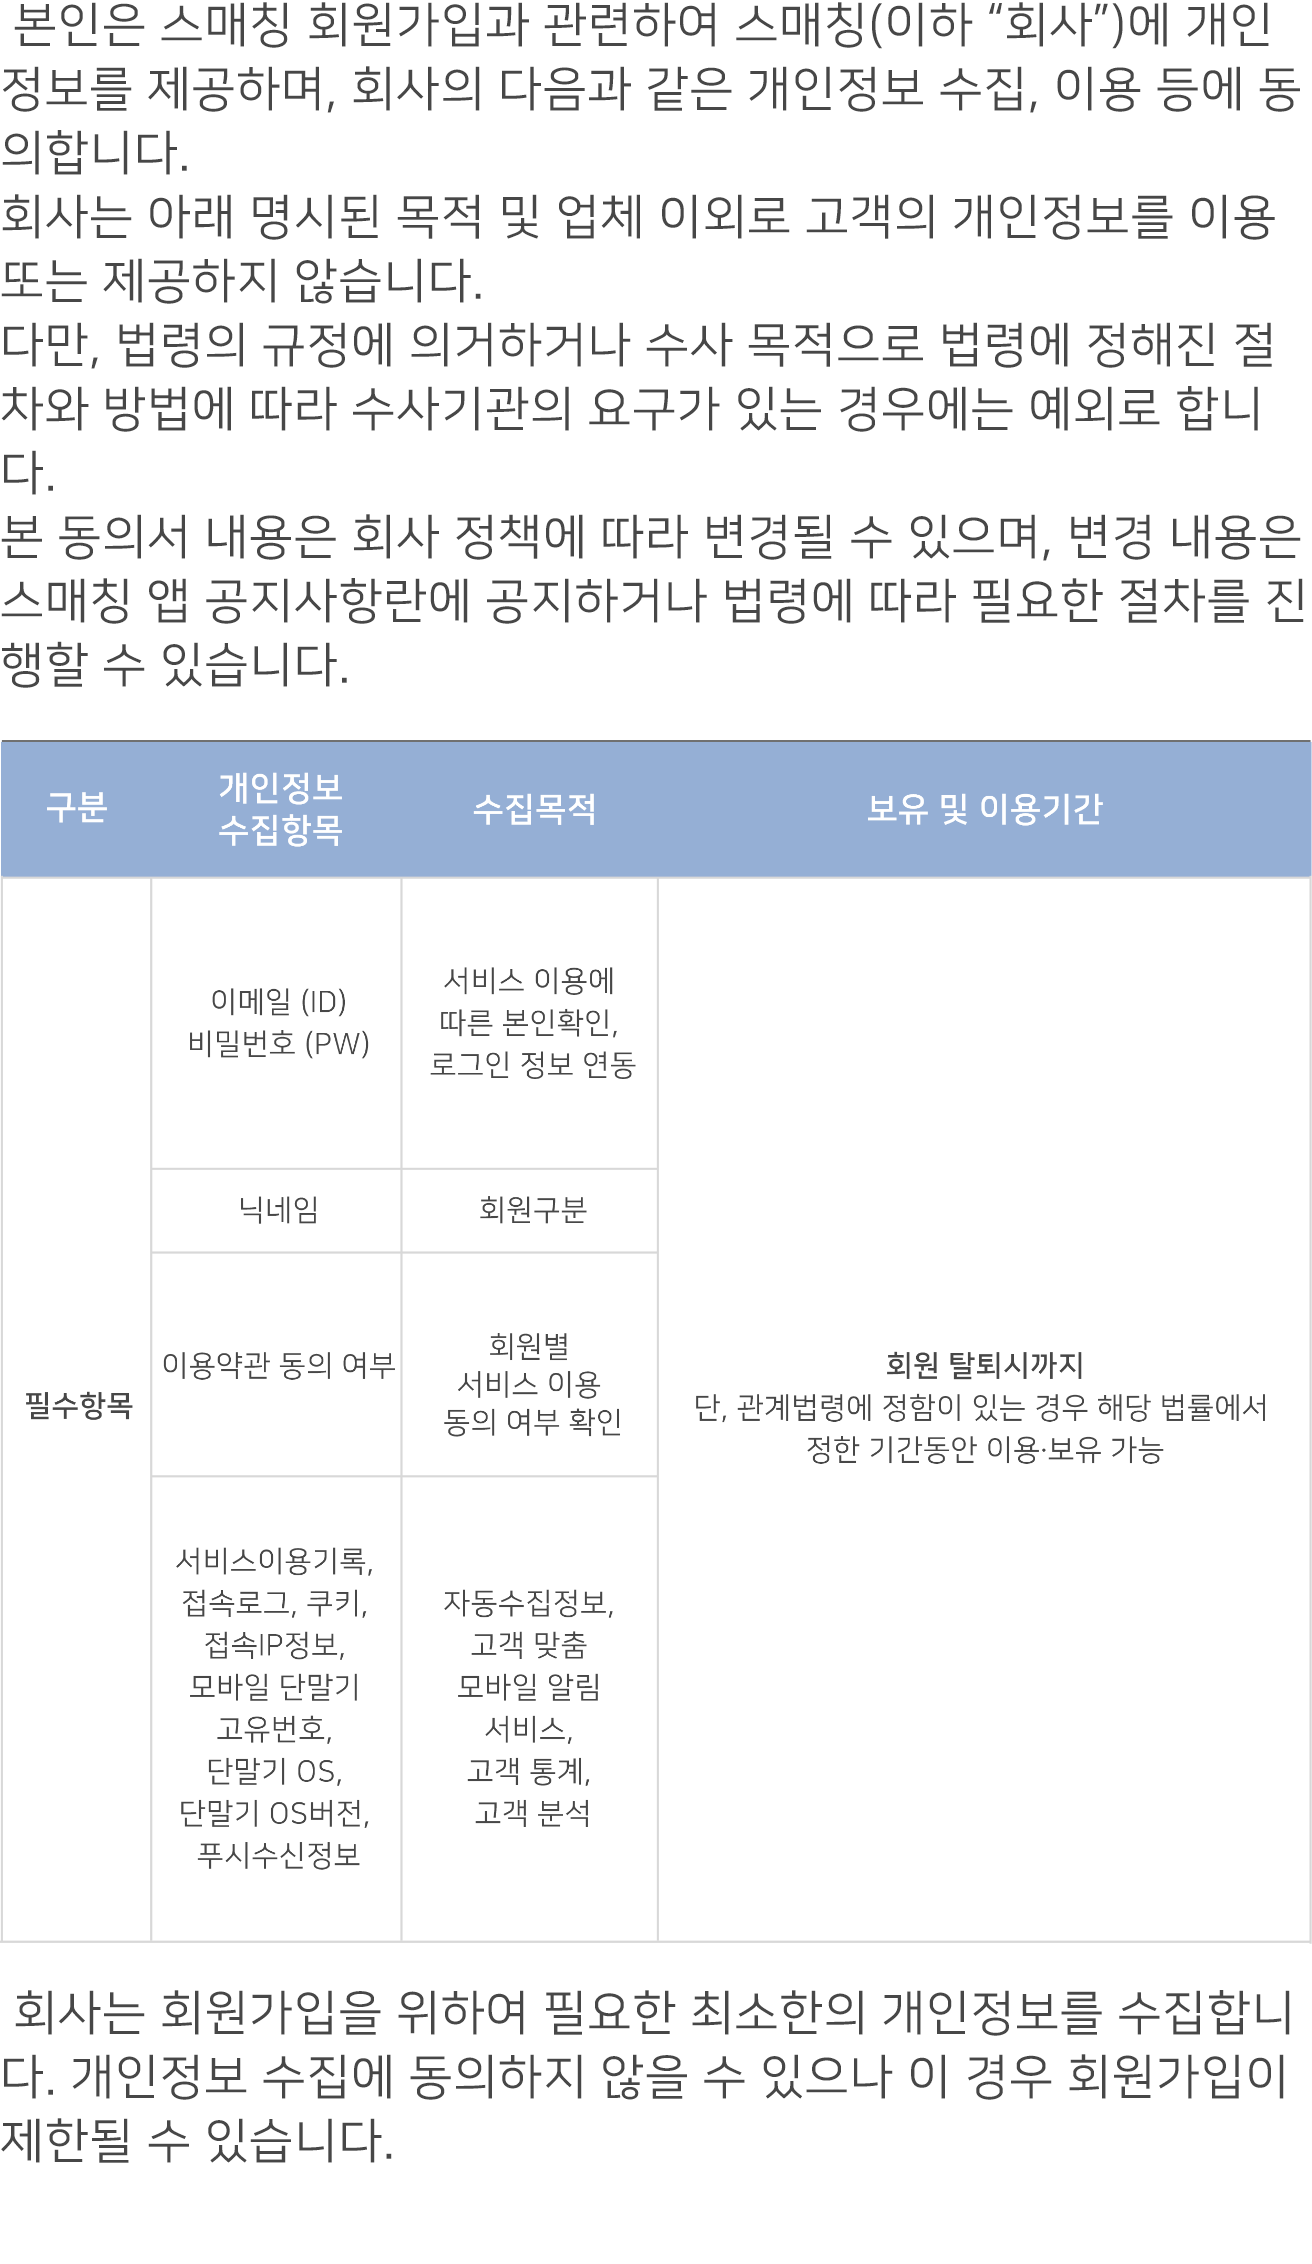 본인은 스매칭 회원가입과 관련하여 스매칭(이하 “회사”)에 개인
정보를 제공하며, 회사의 다음과 같은 개인정보 수집, 이용 등에 동
의합니다.
회사는 아래 명시된 목적 및 업체 이외로 고객의 개인정보를 이용
또는 제공하지 않습니다.
다만, 법령의 규정에 의거하거나 수사 목적으로 법령에 정해진 절
차와 방법에 따라 수사기관의 요구가 있는 경우에는 예외로 합니
다.
본 동의서 내용은 회사 정책에 따라 변경될 수 있으며, 변경 내용은
스매칭 앱 공지사항란에 공지하거나 법령에 따라 필요한 절차를 진
행할 수 있습니다.
구분
개인정보
수집항목
수집목적
보유 및 이용기간
필수항목
이메일 (ID)
비밀번호 (PW)
서비스 이용에
따른 본인확인,
로그인 정보 연동
닉네임
회원구분
이용약관 동의 여부
회원별
서비스 이용
동의 여부 확인
서비스이용기록,
접속로그, 쿠키,
접속IP정보,
모바일 단말기
고유번호,
단말기 OS,
단말기 OS버전,
푸시수신정보
자동수집정보,
고객 맞춤
모바일 알림
서비스,
고객 통계,
고객 분석
회원 탈퇴시까지
단, 관계법령에 정함이 있는 경우 해당 법률에서
정한 기간동안 이용·보유 가능
회사는 회원가입을 위하여 필요한 최소한의 개인정보를 수집합니
다. 개인정보 수집에 동의하지 않을 수 있으나 이 경우 회원가입이
제한될 수 있습니다.